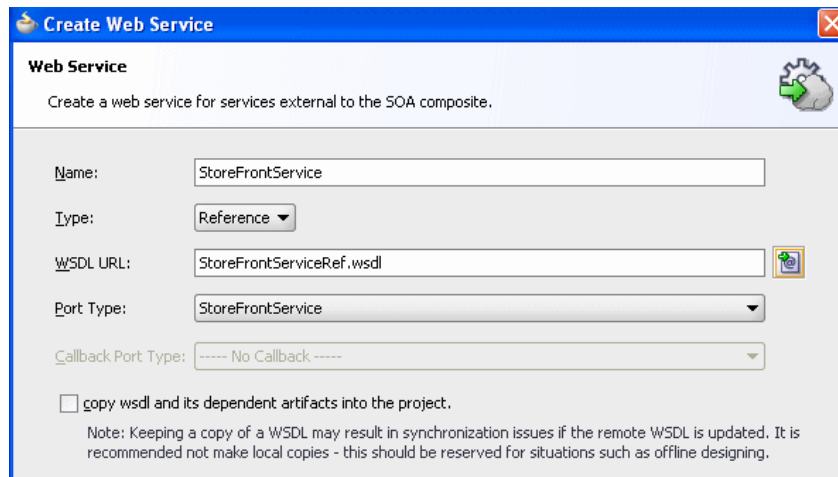 Create Web Service
Web Service
Create a web service for services external to the SOA composite.
Name: StoreFrontService
Type: Reference
WSDL URL: StoreFrontServiceRef.wsdl
Port Type: StoreFrontService
Callback Port Type: ----- No Callback -----
copy wsdl and its dependent artifacts into the project.
Note: Keeping a copy of a WSDL may result in synchronization issues if the remote WSDL is updated. It is
recommended not make local copies - this should be reserved for situations such as offline designing.